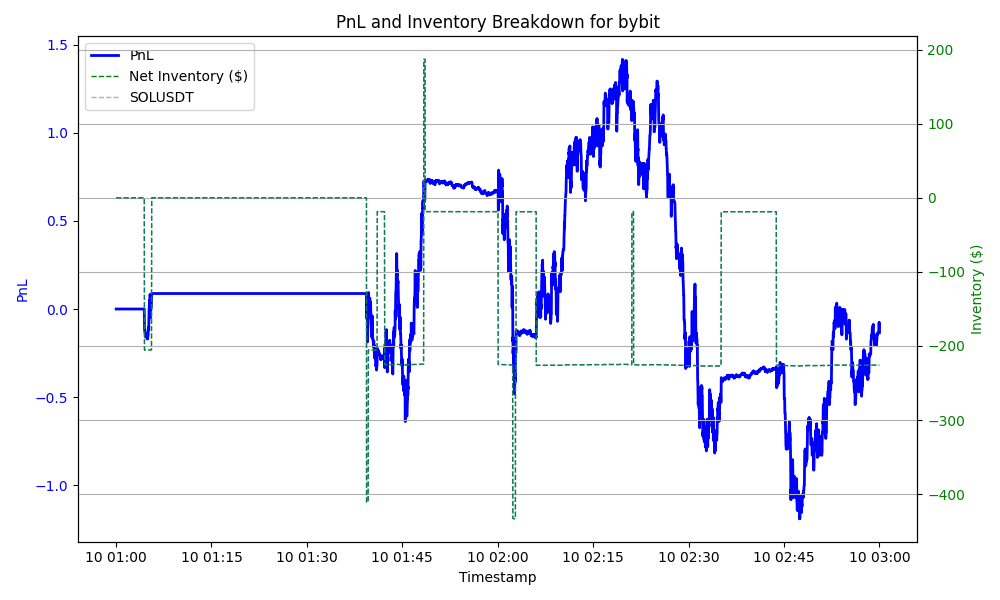 PnL and Inventory Breakdown for bybit
PnL
Net Inventory ($)
SOLUSDT
1.5
1.0
0.5
0.0
−0.5
−1.0
PnL
200
100
0
−100
−200
−300
−400
Inventory ($)
10 01:00 10 01:15 10 01:30 10 01:45 10 02:00 10 02:15 10 02:30 10 02:45 10 03:00
Timestamp